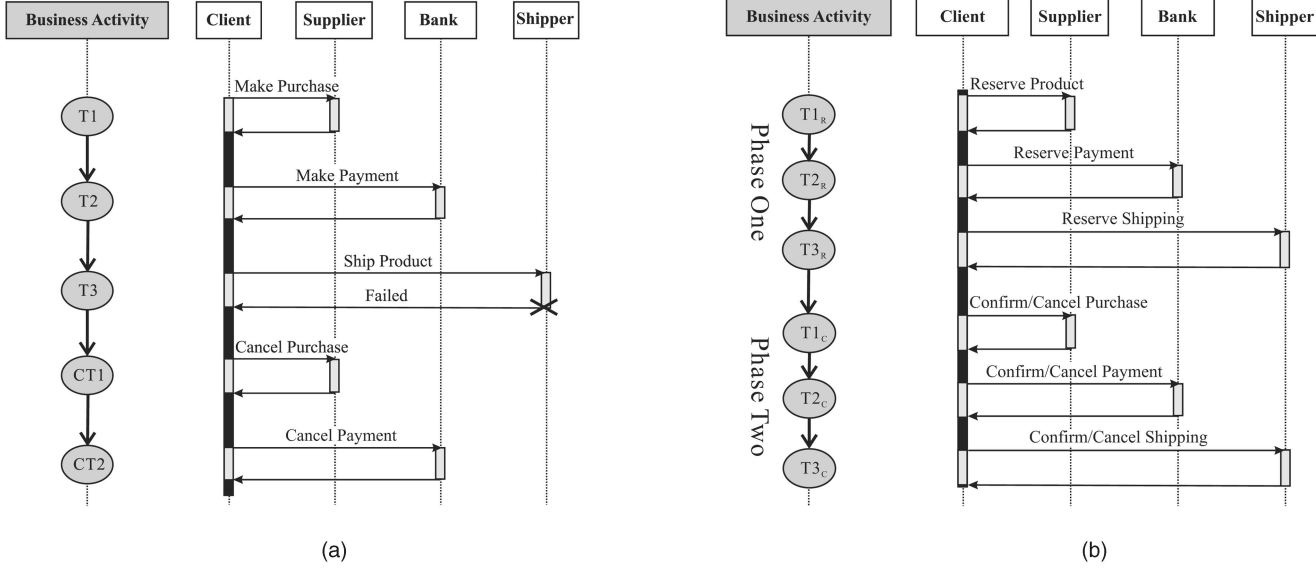 Business Activity Client Supplier Bank Shipper
Make Purchase
T1
Make Payment
T2
Ship Product
T3
Failed
Cancel Purchase
CT1
Cancel Payment
CT2
(a)
Business Activity Client Supplier Bank Shipper
Reserve Product
T1R
Phase One
Reserve Payment
T2R
Reserve Shipping
T3R
Confirm/Cancel Purchase
T1C
Phase Two
Confirm/Cancel Payment
T2C
Confirm/Cancel Shipping
T3C
(b)